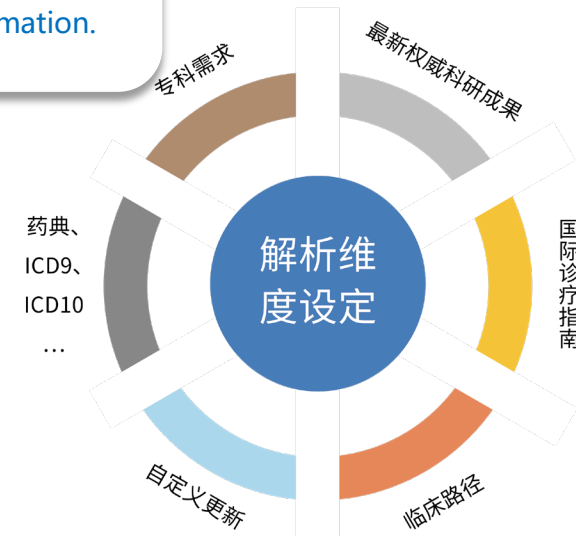 mation.
专科需求
最新权威科研成果
药典、
ICD9、
ICD10
…
解析维
度设定
国际诊疗指南
自定义更新
临床路径